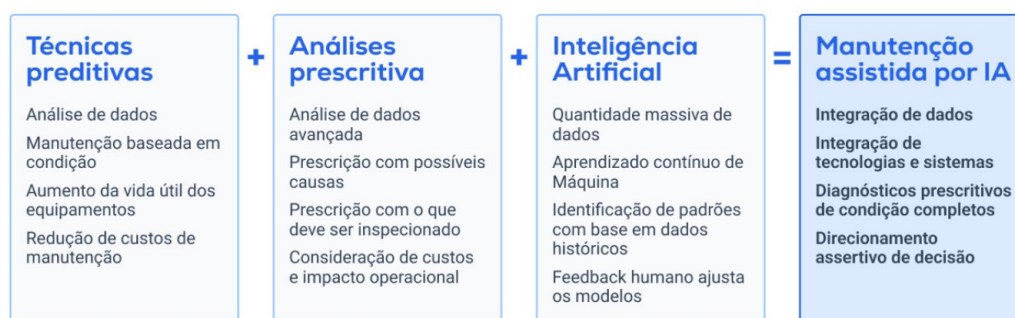 Técnicas
preditivas
Análise de dados
Manutenção baseada em
condição
Aumento da vida útil dos
equipamentos
Redução de custos de
manutenção
+
Análises
prescritiva
Análise de dados
avançada
Prescrição com possíveis
causas
Prescrição com o que
deve ser inspecionado
Consideração de custos
e impacto operacional
+
Inteligência
Artificial
Quantidade massiva de
dados
Aprendizado contínuo de
Máquina
Identificação de padrões
com base em dados
históricos
Feedback humano ajusta
os modelos
=
Manutenção
assistida por IA
Integração de dados
Integração de
tecnologias e sistemas
Diagnósticos prescritivos
de condição completos
Direcionamento
assertivo de decisão